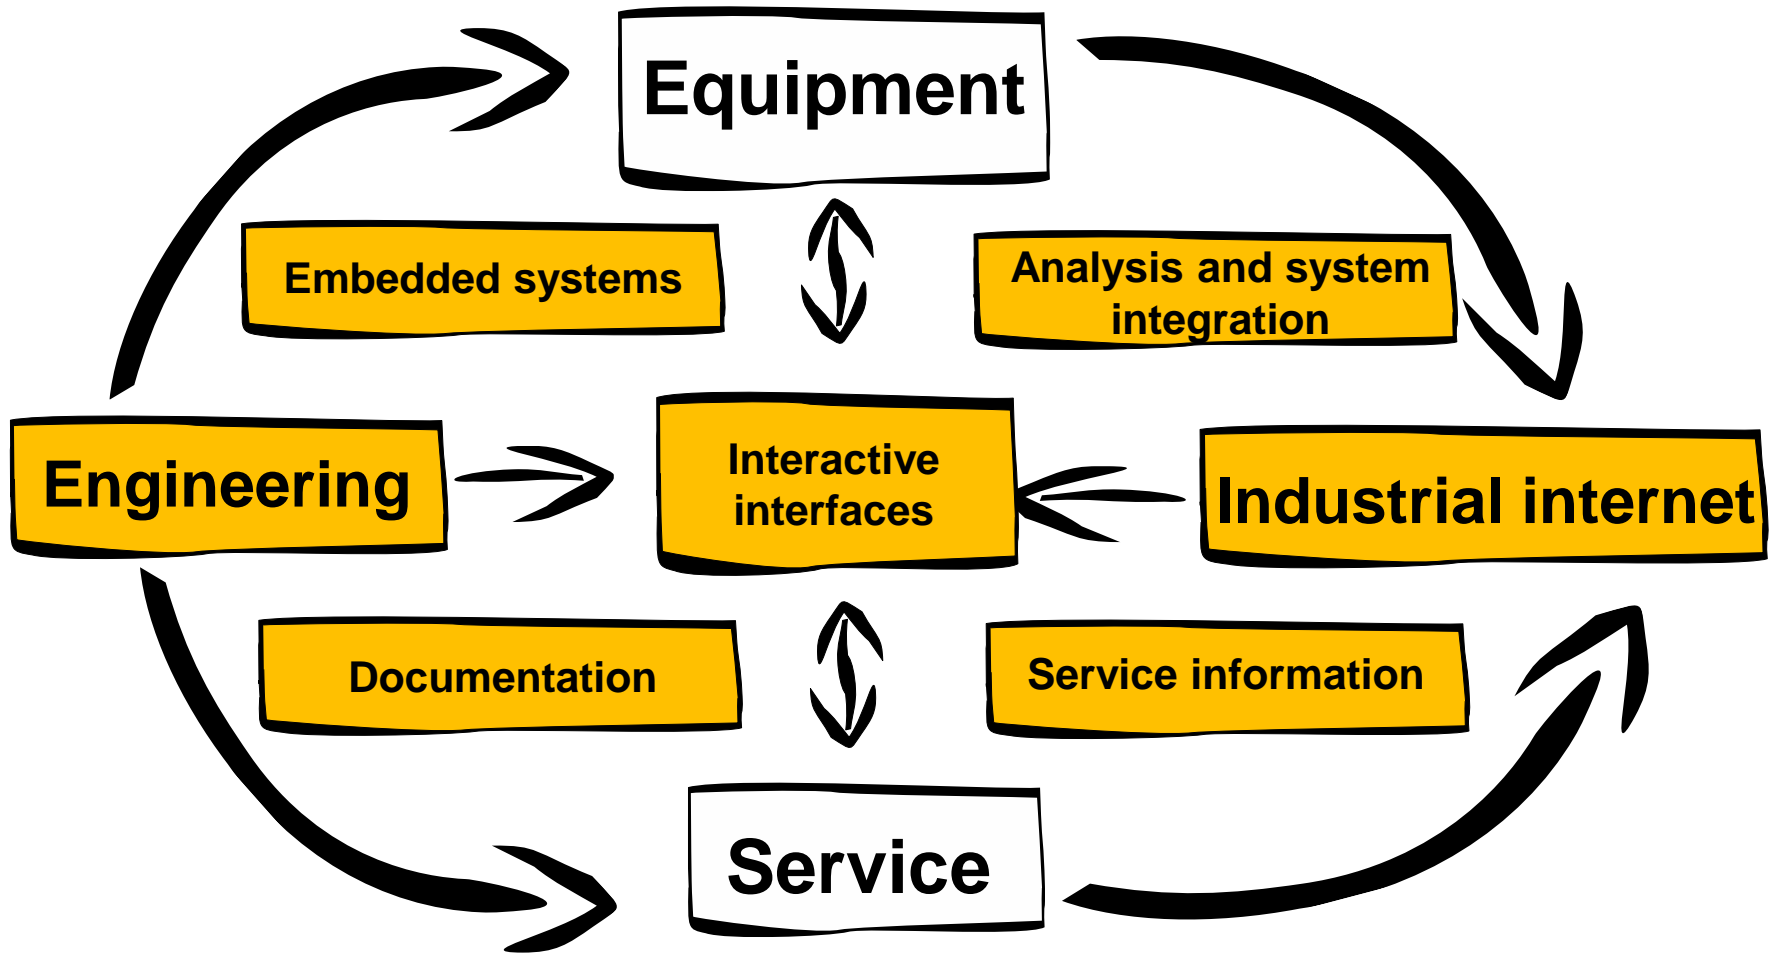 Equipment
Embedded systems
Analysis and system
integration
Engineering
Interactive
interfaces
Industrial internet
Documentation
Service information
Service